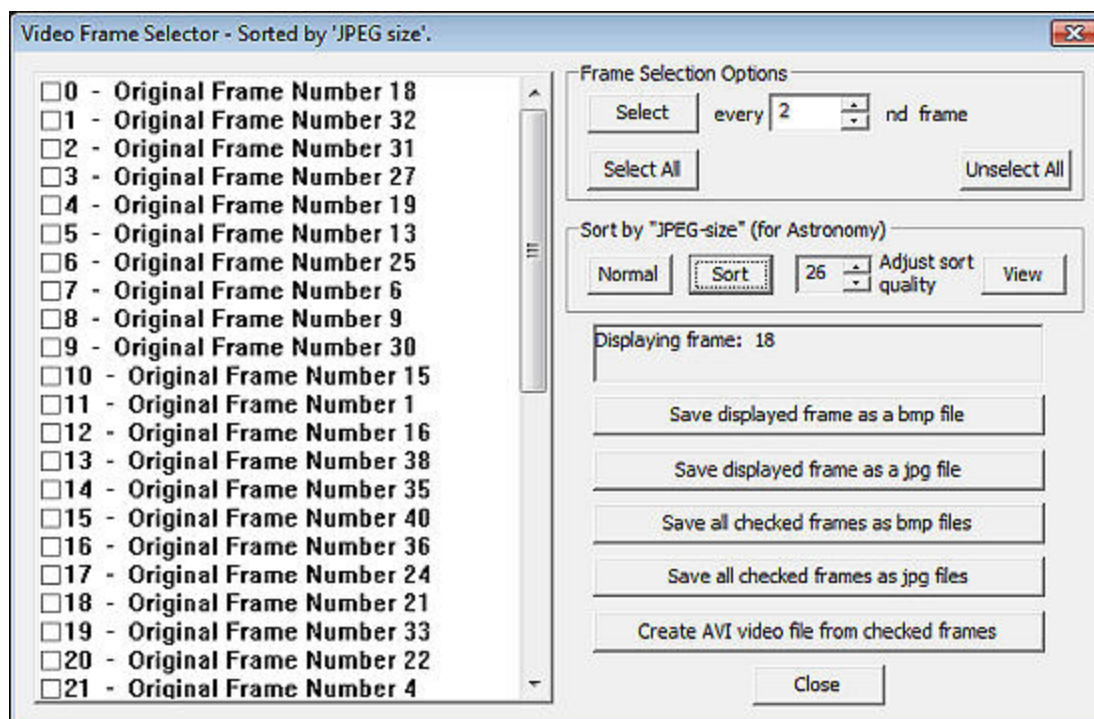 Video Frame Selector - Sorted by 'JPEG size'.
0 - Original Frame Number 18
1 - Original Frame Number 32
2 - Original Frame Number 31
3 - Original Frame Number 27
4 - Original Frame Number 19
5 - Original Frame Number 13
6 - Original Frame Number 25
7 - Original Frame Number 6
8 - Original Frame Number 9
9 - Original Frame Number 30
10 - Original Frame Number 15
11 - Original Frame Number 1
12 - Original Frame Number 16
13 - Original Frame Number 38
14 - Original Frame Number 35
15 - Original Frame Number 40
16 - Original Frame Number 36
17 - Original Frame Number 24
18 - Original Frame Number 21
19 - Original Frame Number 33
20 - Original Frame Number 22
21 - Original Frame Number 4
Frame Selection Options
Select every 2 nd frame
Select All Unselect All
Sort by "JPEG-size" (for Astronomy)
Normal Sort 26 Adjust sort quality View
Displaying frame: 18
Save displayed frame as a bmp file
Save displayed frame as a jpg file
Save all checked frames as bmp files
Save all checked frames as jpg files
Create AVI video file from checked frames
Close